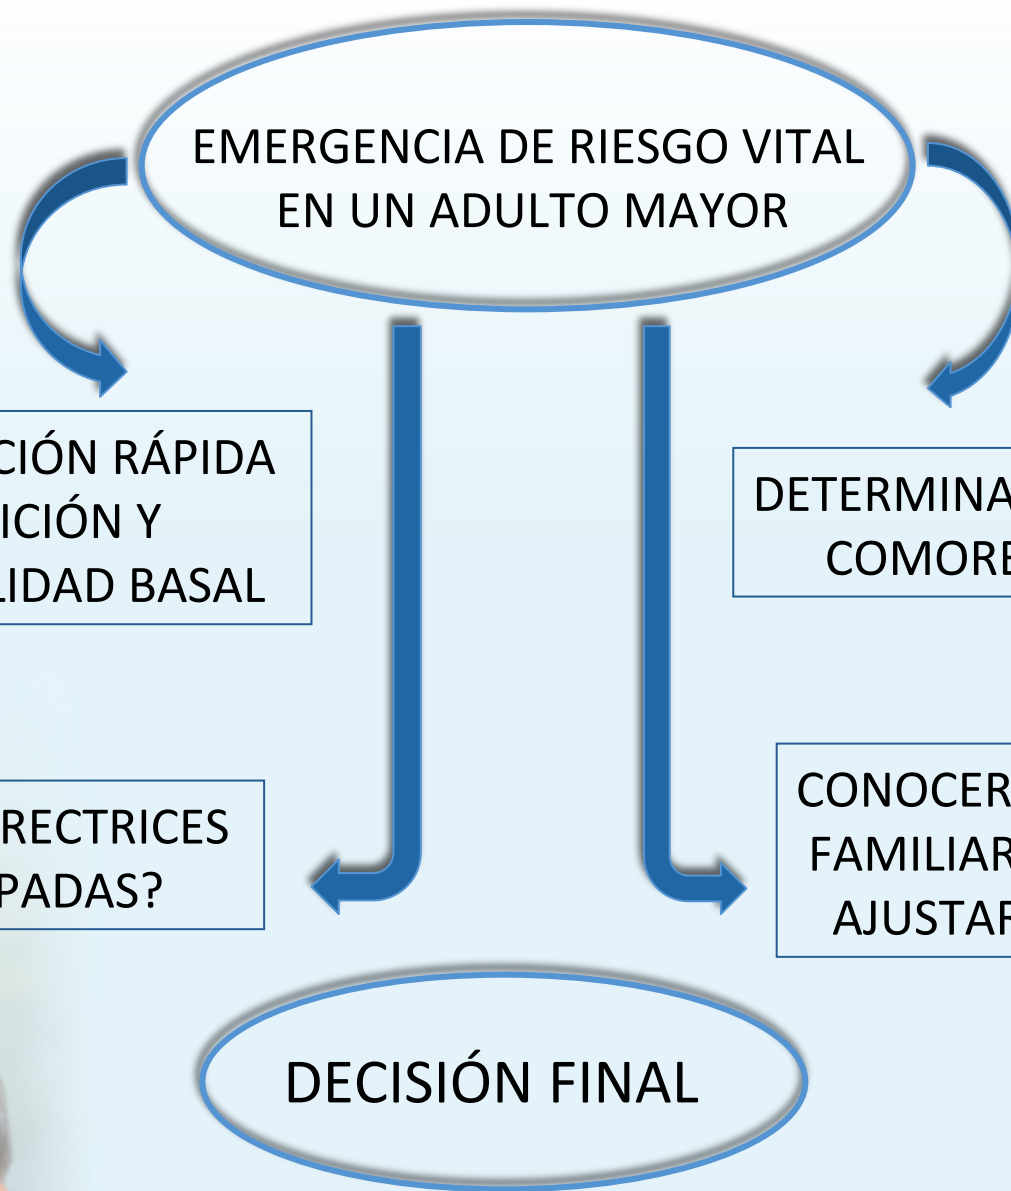 EMERGENCIA DE RIESGO VITAL
EN UN ADULTO MAYOR
CIÓN RÁPIDA
ICIÓN Y
LIDAD BASAL
DETERMINA
COMORB
RECTRICES
PADAS?
CONOCER
FAMILIAR
AJUSTAR
DECISIÓN FINAL